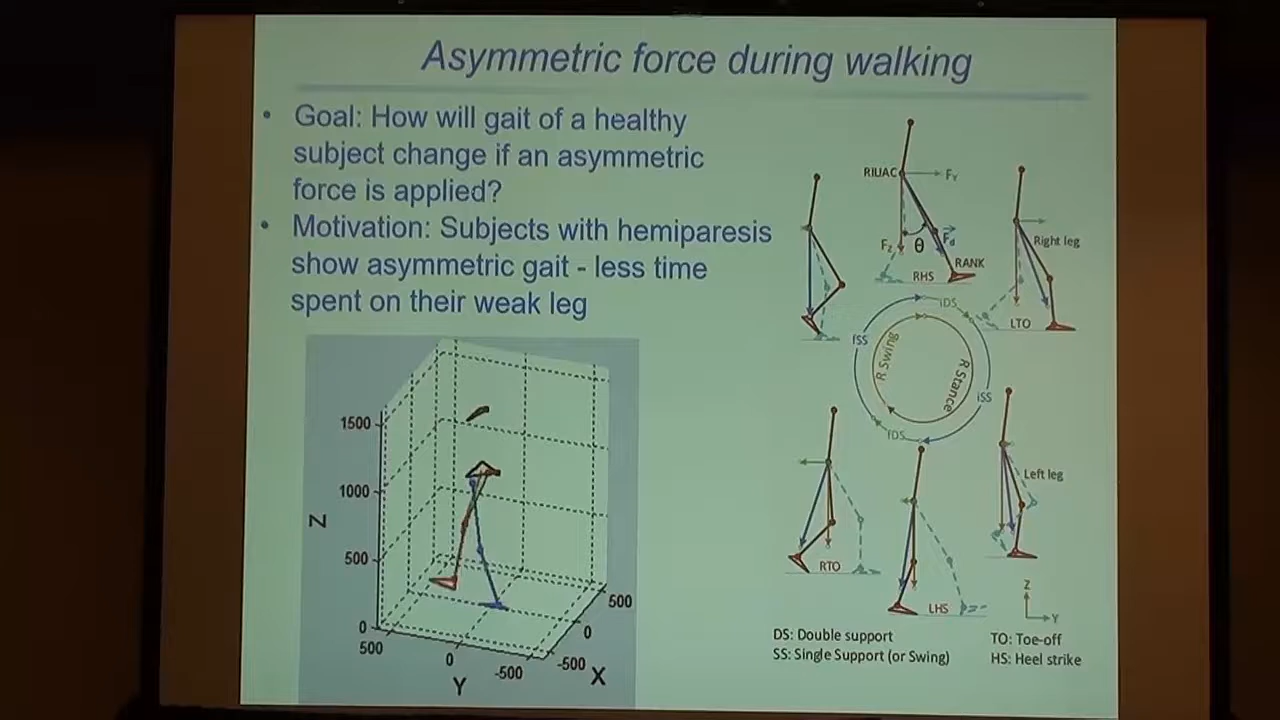 Asymmetric force during walking
• Goal: How will gait of a healthy
subject change if an asymmetric
force is applied?
• Motivation: Subjects with hemiparesis
show asymmetric gait - less time
spent on their weak leg
1500
1000
500
0
Z
500
0
-500
Y
-500
0
500
X
RILIAC
FY
FZ
θ
Fd
RANK
RHS
Right leg
LTO
iDS
fSS
R Swing
R Stance
iSS
fDS
Left leg
RTO
LHS
Z
Y
DS: Double support
SS: Single Support (or Swing)
TO: Toe-off
HS: Heel strike